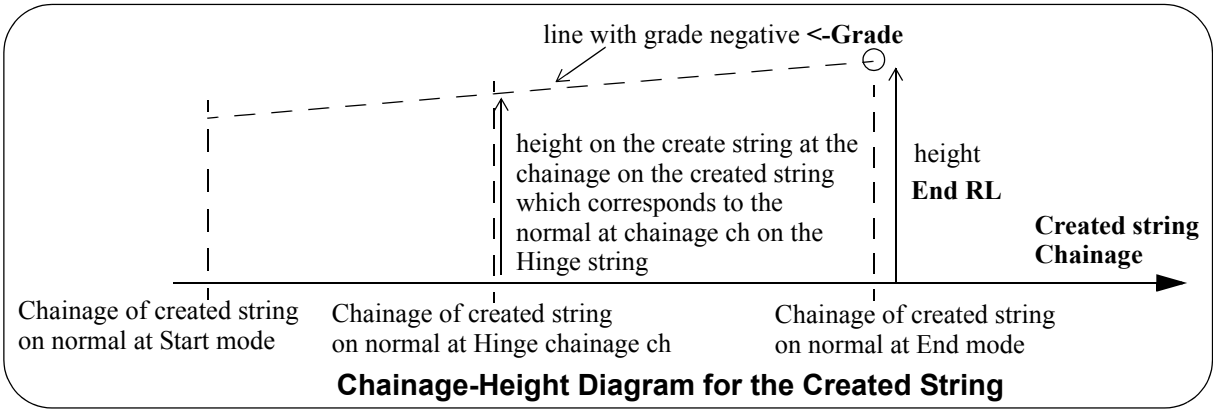 line with grade negative <-Grade
height on the create string at the
chainage on the created string
which corresponds to the
normal at chainage ch on the
Hinge string
height
End RL
Created string
Chainage
Chainage of created string
on normal at Start mode
Chainage of created string
on normal at Hinge chainage ch
Chainage of created string
on normal at End mode
Chainage-Height Diagram for the Created String